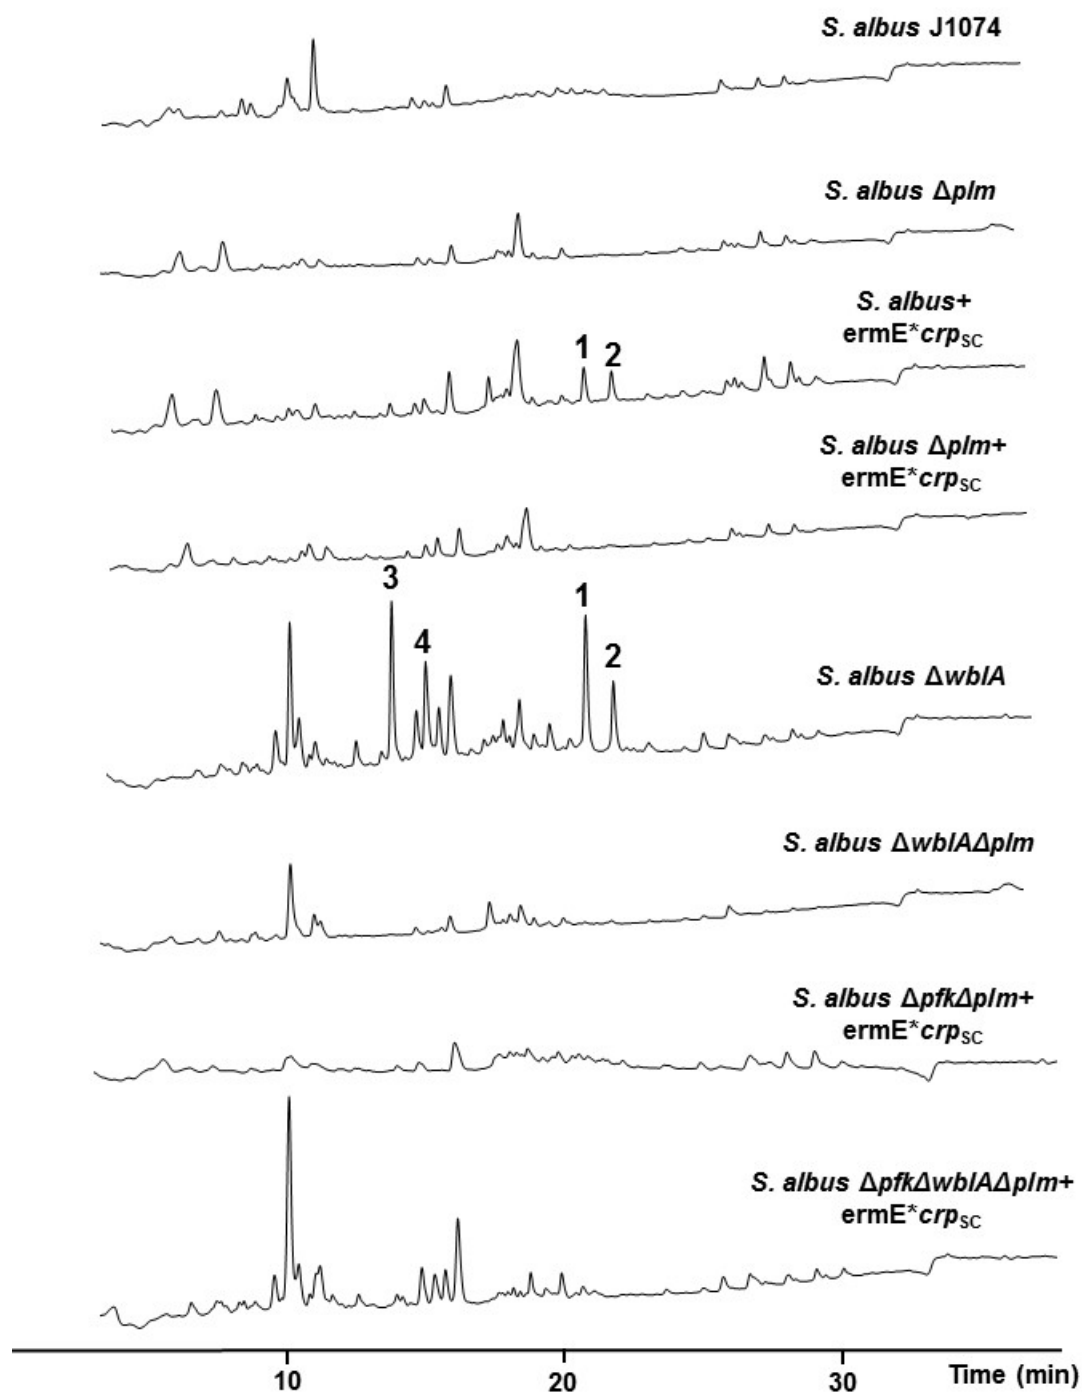 S. albus J1074
S. albus Δplm
S. albus+
ermE*crpSC
1
2
S. albus Δplm+
ermE*crpSC
3
4
1
2
S. albus ΔwblA
S. albus ΔwblAΔplm
S. albus ΔpfkΔplm+
ermE*crpSC
S. albus ΔpfkΔwblAΔplm+
ermE*crpSC
10
20
30
Time (min)